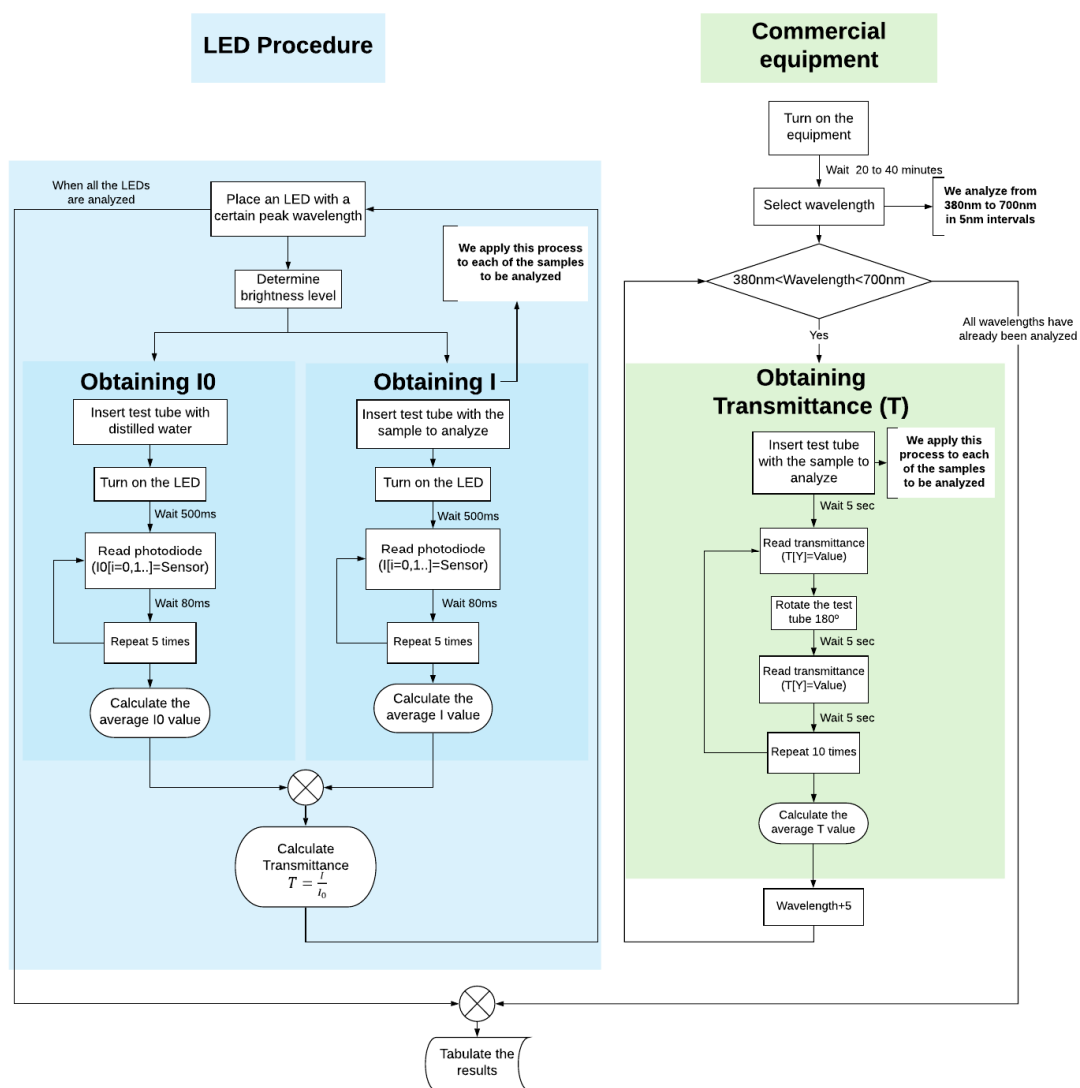 LED Procedure
Commercial
equipment
Turn on the
equipment
Wait  20 to 40 minutes
Select wavelength
We analyze from
380nm to 700nm
in 5nm intervals
380nm<Wavelength<700nm
Yes
All wavelengths have
already been analyzed
When all the LEDs
are analyzed
Place an LED with a
certain peak wavelength
Determine
brightness level
We apply this process
to each of the samples
to be analyzed
Obtaining I0
Insert test tube with
distilled water
Turn on the LED
Wait 500ms
Read photodiode
(I0[i=0,1..]=Sensor)
Wait 80ms
Repeat 5 times
Calculate the
average I0 value
Obtaining I
Insert test tube with the
sample to analyze
Turn on the LED
Wait 500ms
Read photodiode
(I[i=0,1..]=Sensor)
Wait 80ms
Repeat 5 times
Calculate the
average I value
Calculate
Transmittance
T = I/I₀
Obtaining
Transmittance (T)
Insert test tube
with the sample to
analyze
We apply this
process to each
of the samples
to be analyzed
Wait 5 sec
Read transmittance
(T[Y]=Value)
Rotate the test
tube 180º
Wait 5 sec
Read transmittance
(T[Y]=Value)
Wait 5 sec
Repeat 10 times
Calculate the
average T value
Wavelength+5
Tabulate the
results